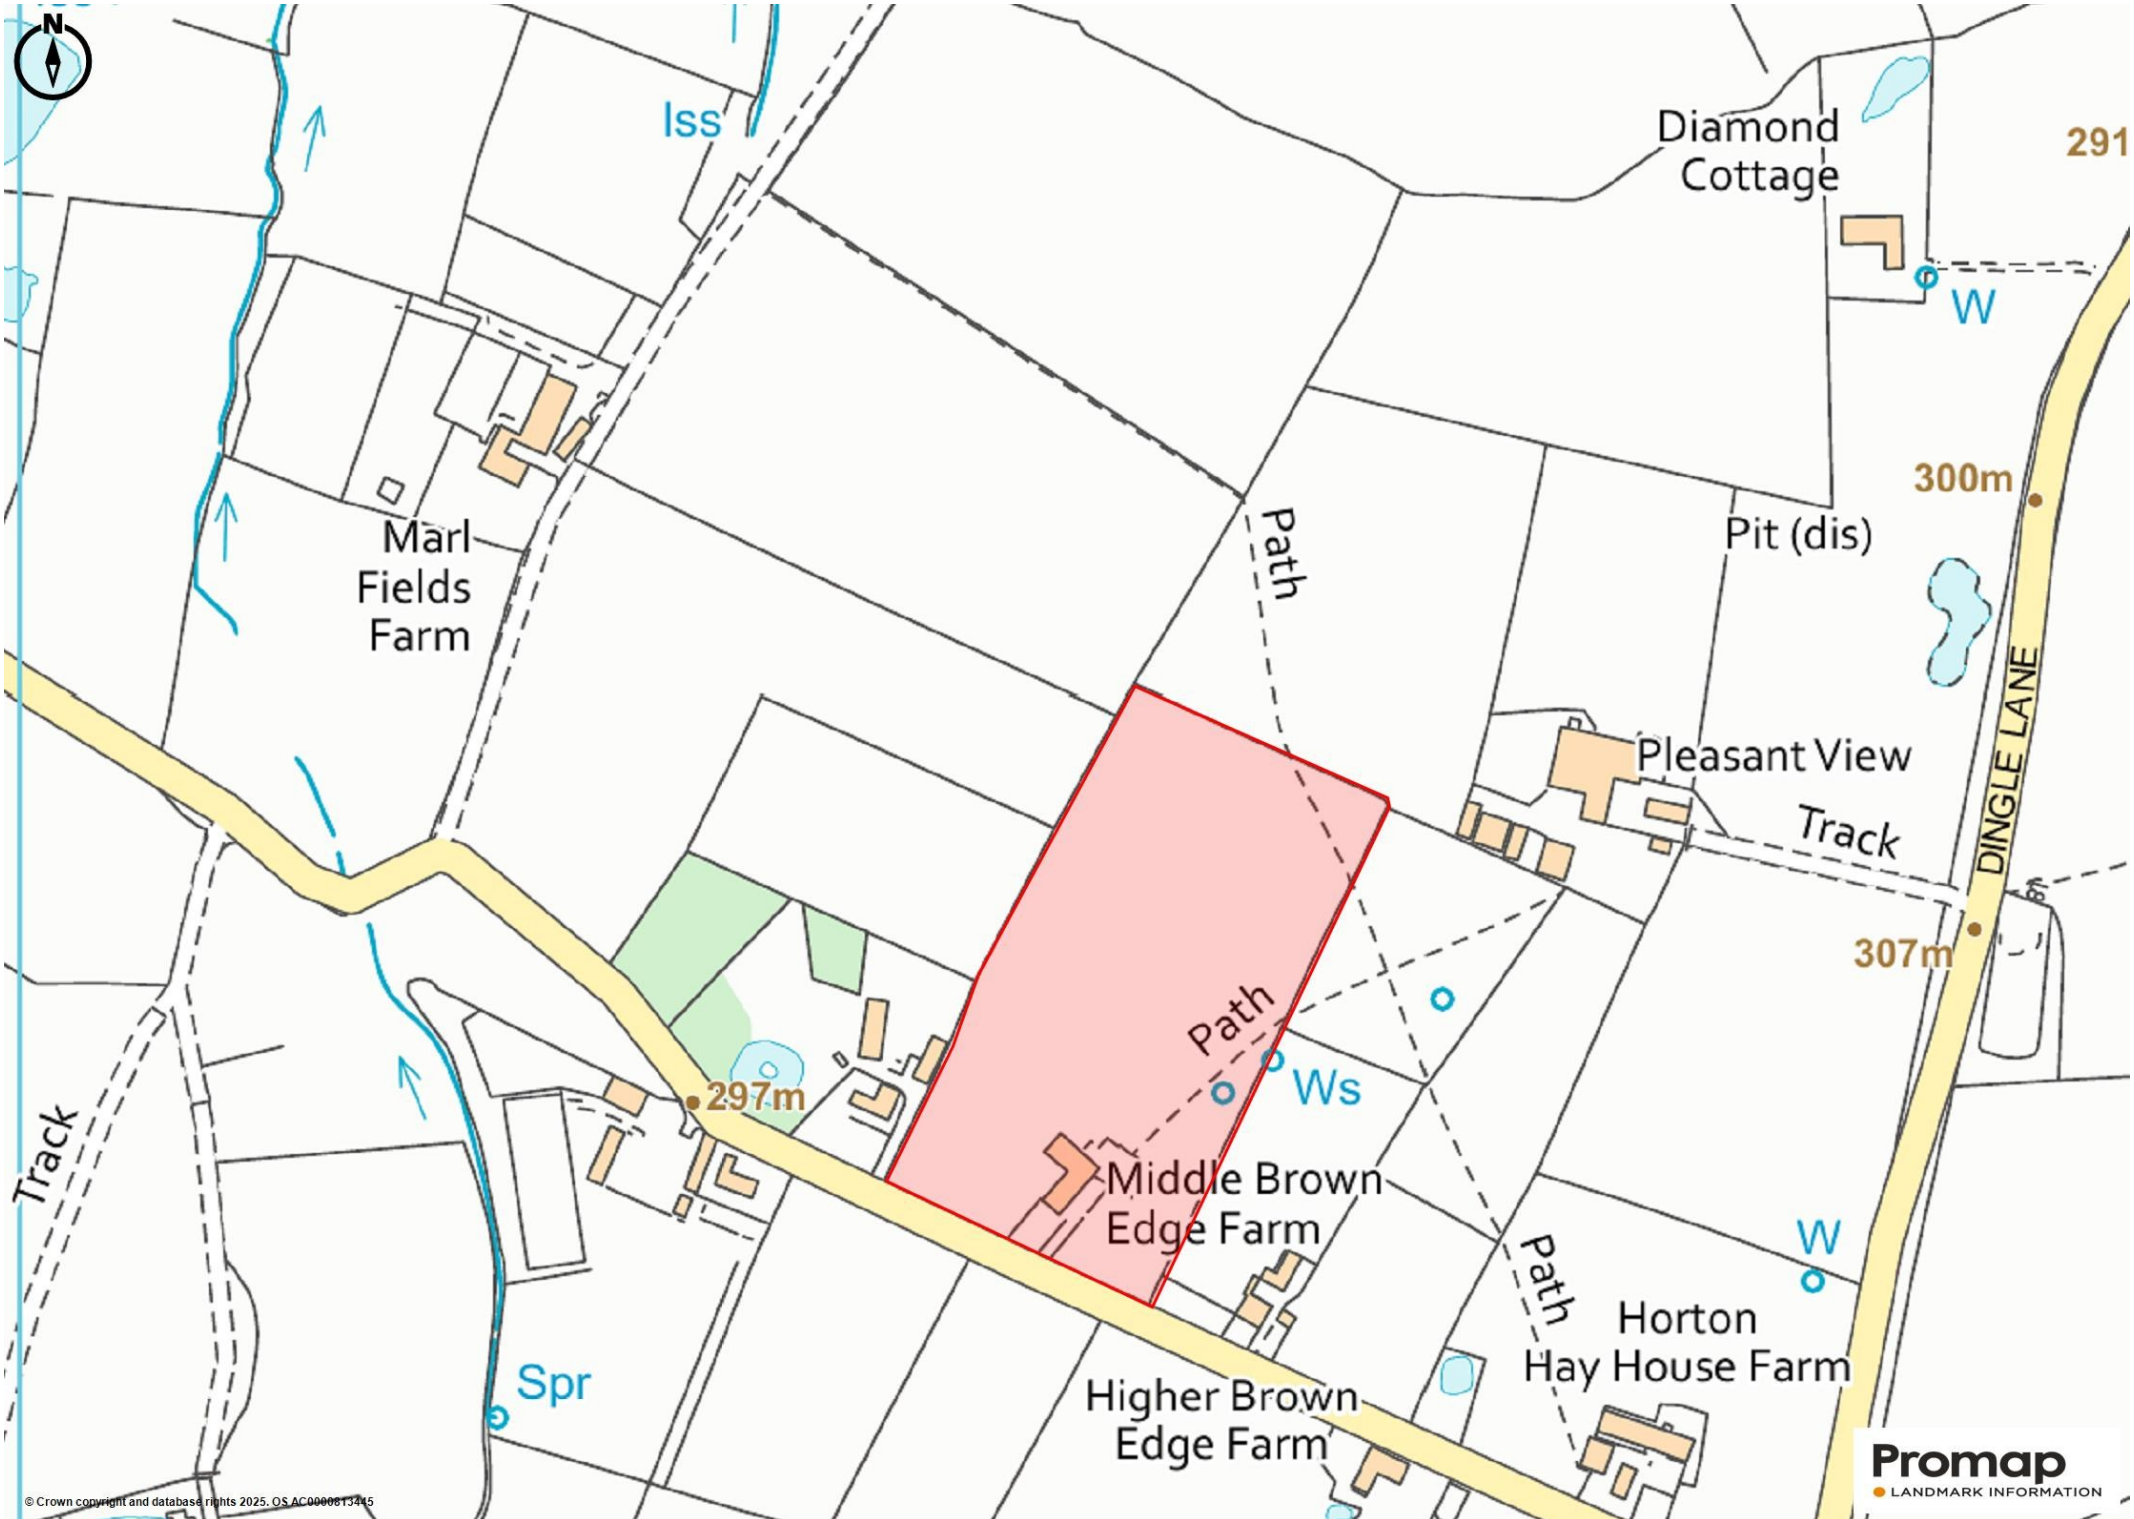 N
Iss
Diamond
Cottage
291
W
300m
Pit (dis)
Path
Marl
Fields
Farm
DINGLE LANE
Pleasant View
Track
307m
Path
Ws
297m
Track
Middle Brown
Edge Farm
Path
W
Horton
Hay House Farm
Spr
Higher Brown
Edge Farm
Promap
LANDMARK INFORMATION
© Crown copyright and database rights 2025. OS AC0000813445